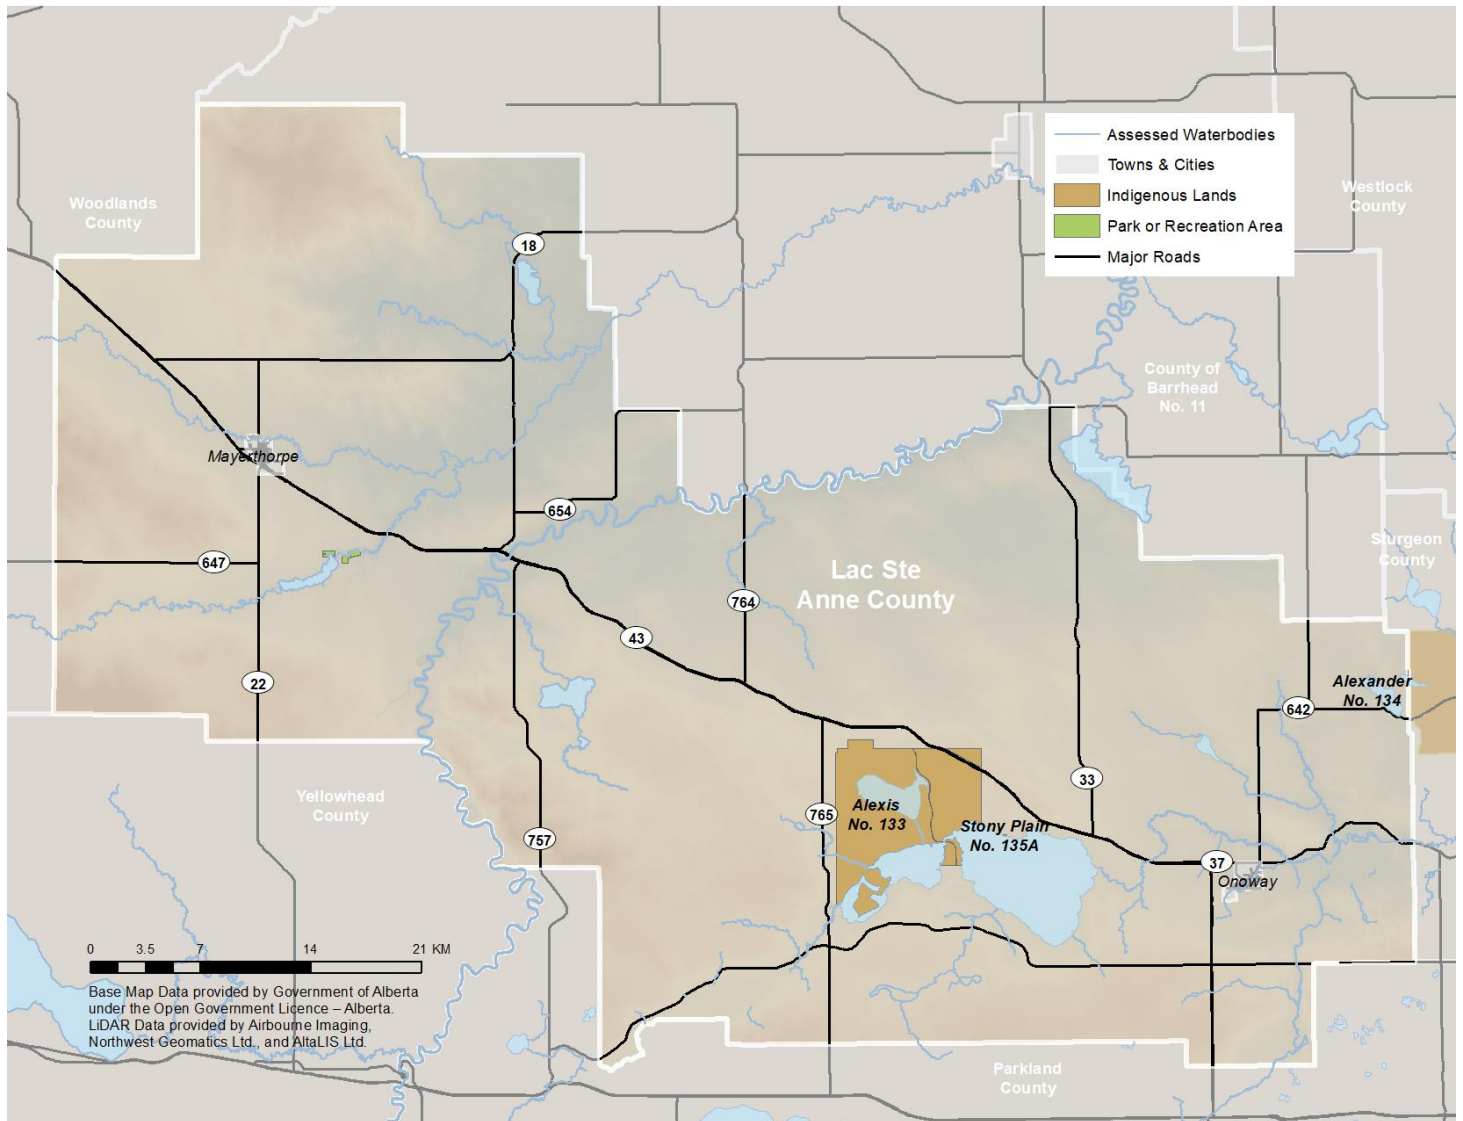 Assessed Waterbodies
Towns & Cities
Indigenous Lands
Park or Recreation Area
Major Roads
Woodlands
County
Westlock
County
18
County of
Barrhead
No. 11
Mayerthorpe
654
Sturgeon
County
647
Lac Ste
Anne County
764
43
22
Alexander
No. 134
642
33
Yellowhead
County
757
765
Alexis
No. 133
Stony Plain
No. 135A
37
Onoway
0 3.5 7 14 21 KM
Base Map Data provided by Government of Alberta
under the Open Government Licence – Alberta.
LiDAR Data provided by Airbourne Imaging,
Northwest Geomatics Ltd., and AltaLIS Ltd.
Parkland
County